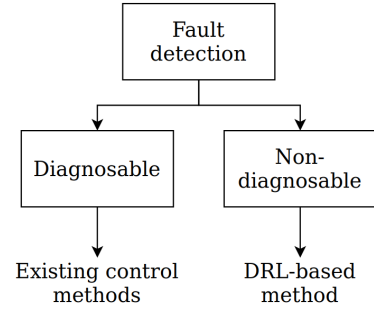 Fault
detection
Diagnosable
Non-
diagnosable
Existing control
methods
DRL-based
method